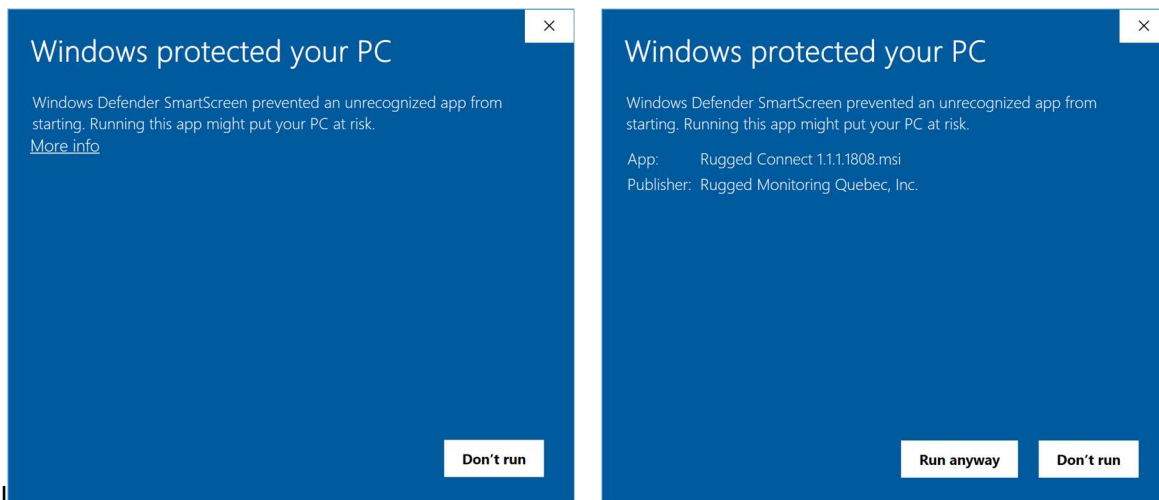 Windows protected your PC
Windows Defender SmartScreen prevented an unrecognized app from
starting. Running this app might put your PC at risk.
More info
Don't run
Windows protected your PC
Windows Defender SmartScreen prevented an unrecognized app from
starting. Running this app might put your PC at risk.
App: Rugged Connect 1.1.1.1808.msi
Publisher: Rugged Monitoring Quebec, Inc.
Run anyway Don't run